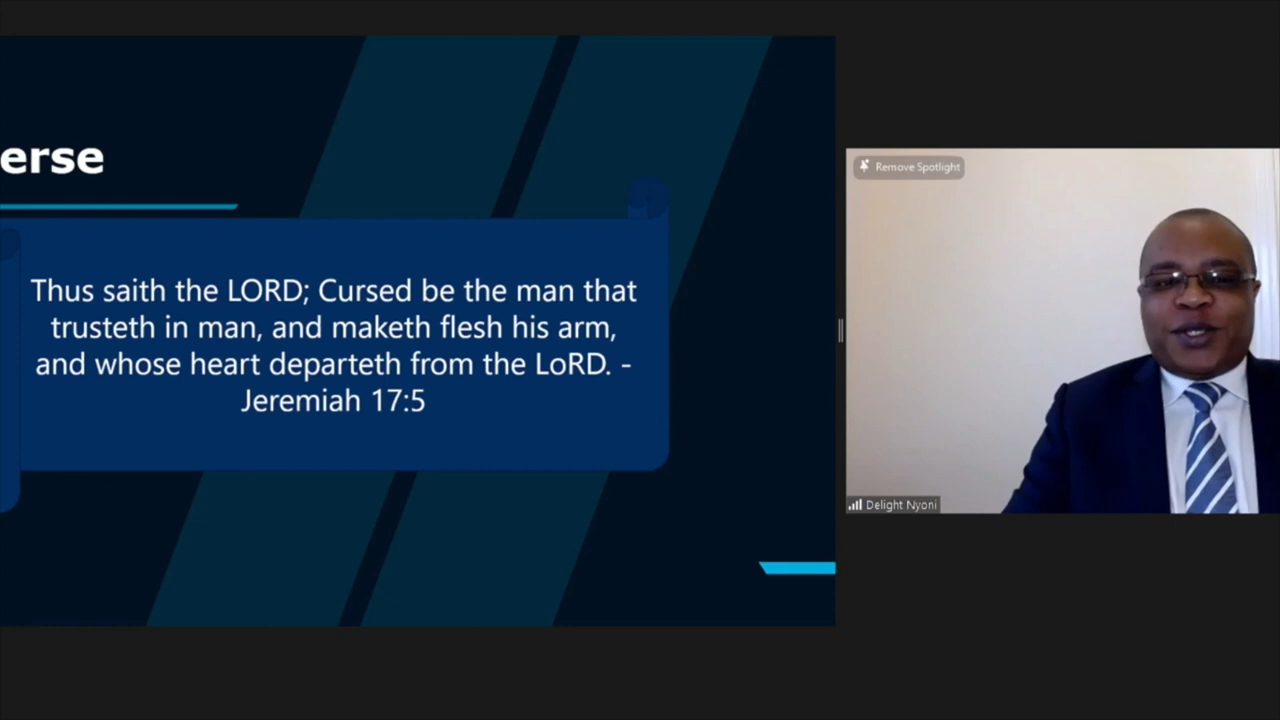 erse
Thus saith the LORD; Cursed be the man that
trusteth in man, and maketh flesh his arm,
and whose heart departeth from the LoRD. -
Jeremiah 17:5
Remove Spotlight
Delight Nyoni